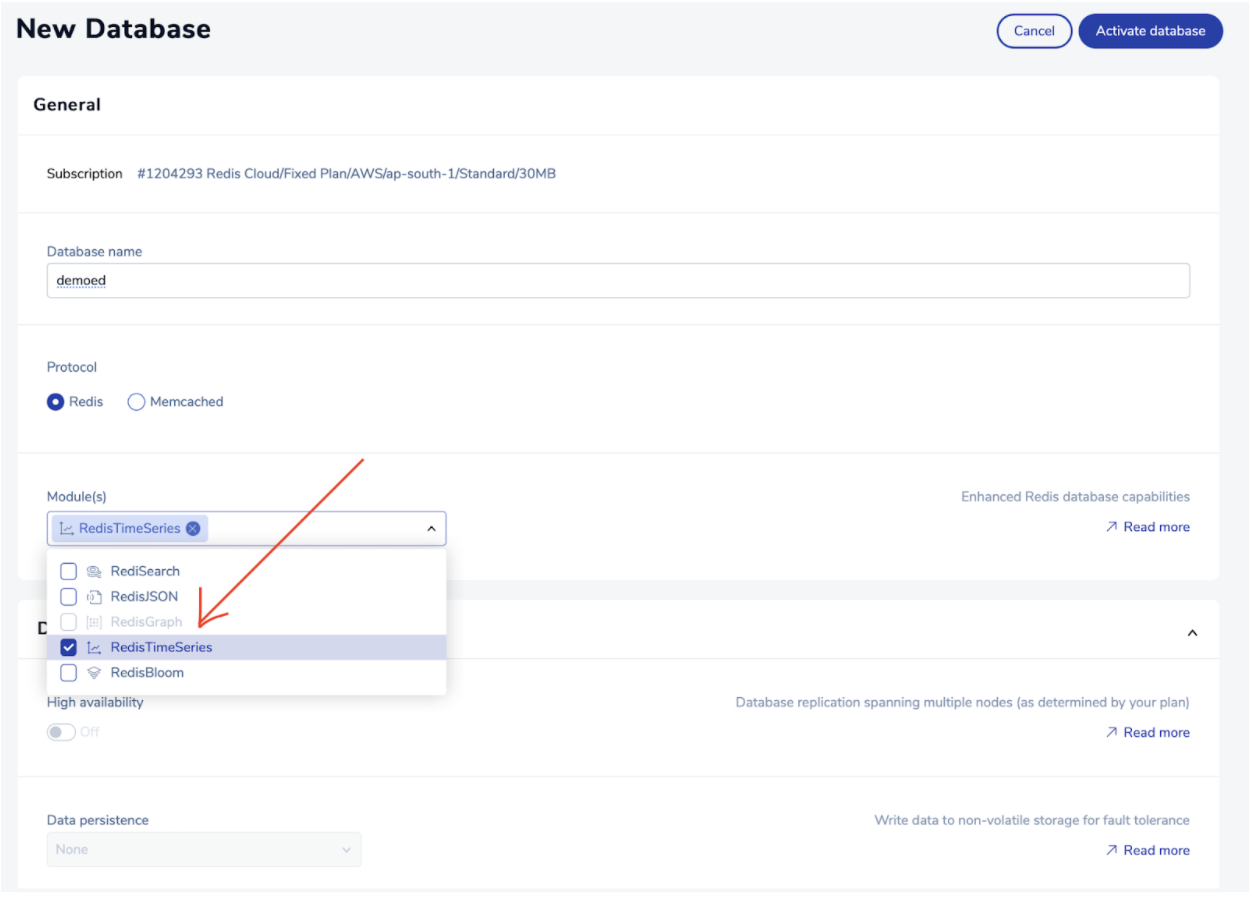 New Database
Cancel
Activate database
General
Subscription #1204293 Redis Cloud/Fixed Plan/AWS/ap-south-1/Standard/30MB
Database name
demoed
Protocol
Redis
Memcached
Module(s)
Enhanced Redis database capabilities
RedisTimeSeries
Read more
RediSearch
RedisJSON
RedisGraph
D
RedisTimeSeries
RedisBloom
High availability
Database replication spanning multiple nodes (as determined by your plan)
Off
Read more
Data persistence
Write data to non-volatile storage for fault tolerance
None
Read more